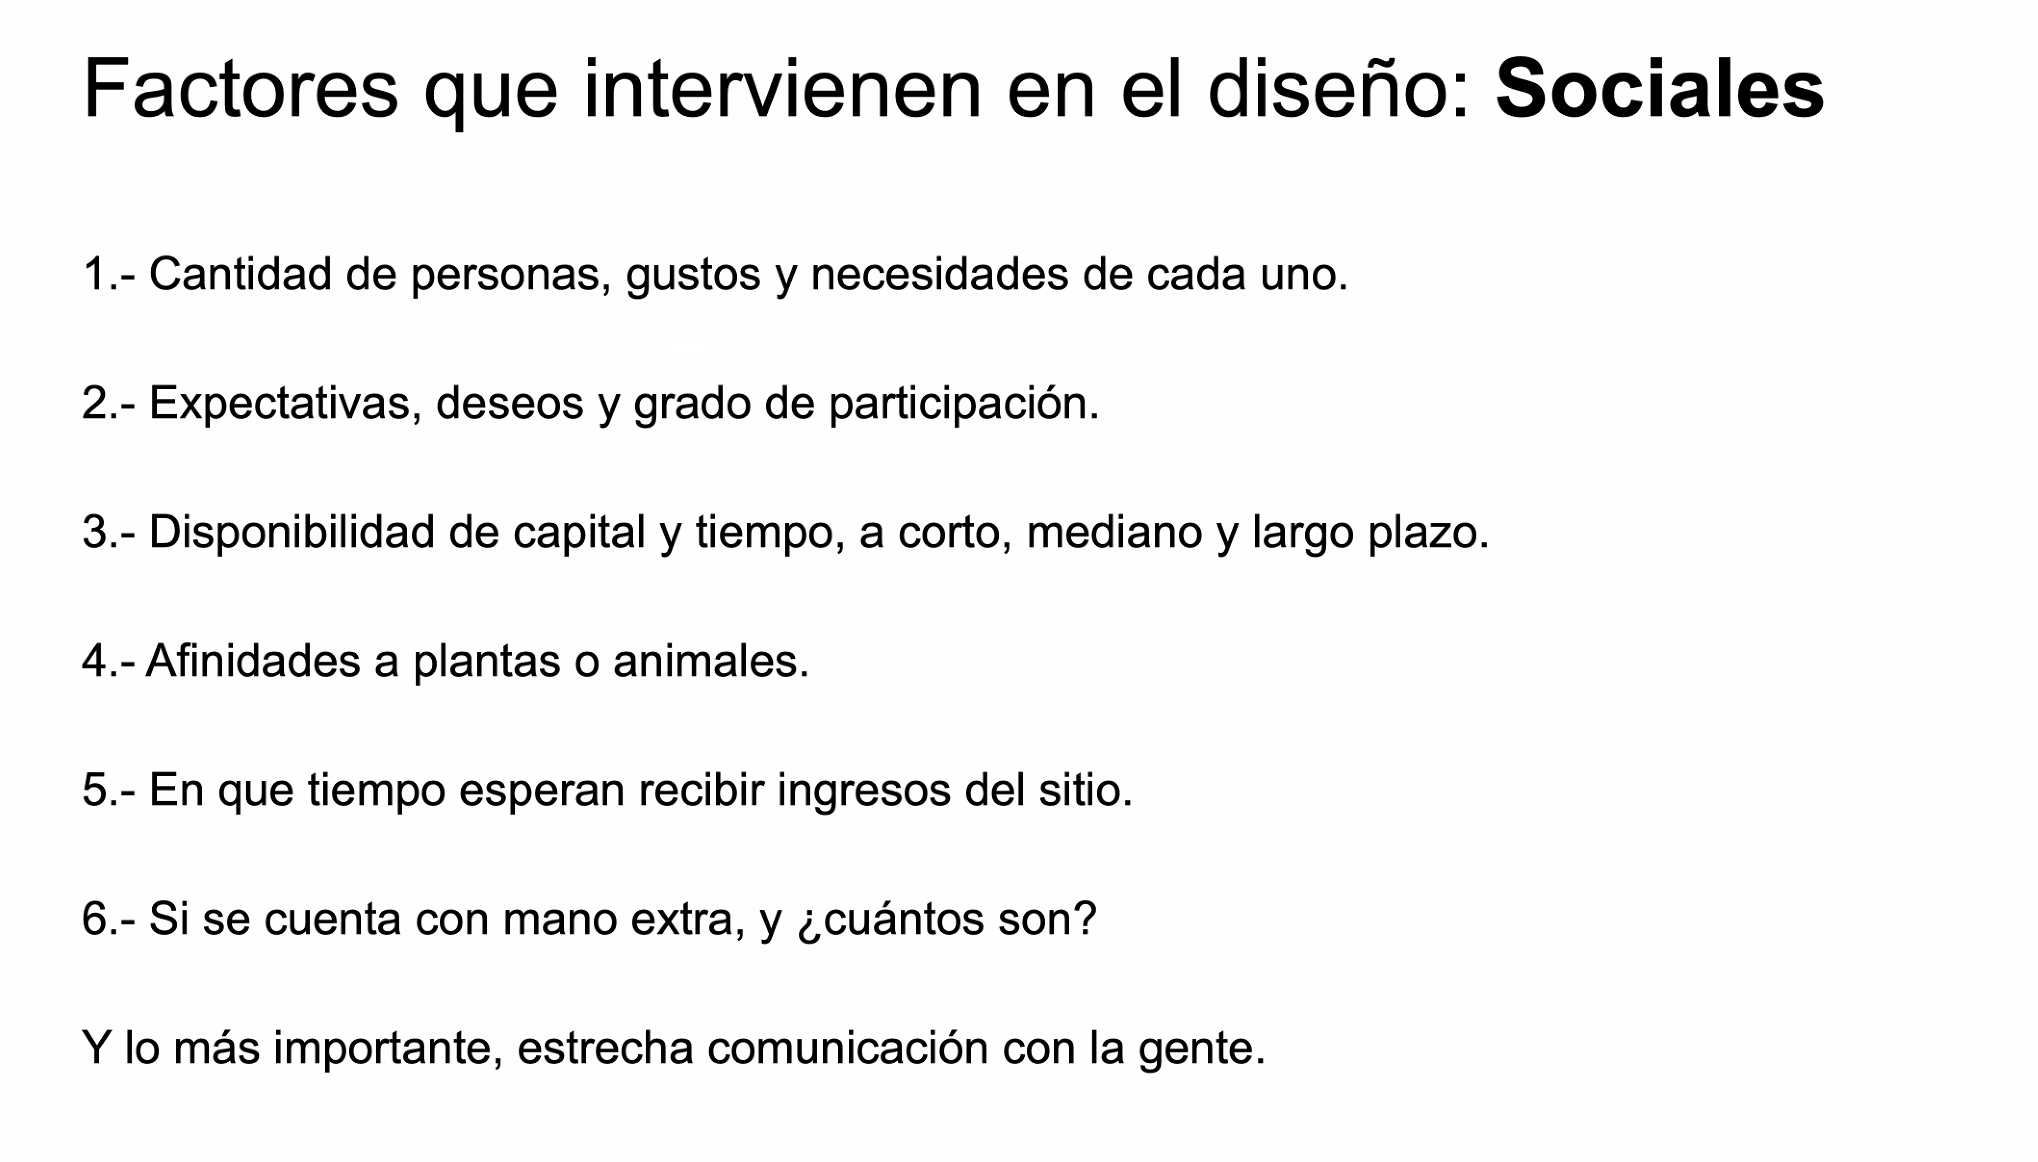 Factores que intervienen en el diseño: Sociales
1.- Cantidad de personas, gustos y necesidades de cada uno.
2.- Expectativas, deseos y grado de participación.
3.- Disponibilidad de capital y tiempo, a corto, mediano y largo plazo.
4.- Afinidades a plantas o animales.
5.- En que tiempo esperan recibir ingresos del sitio.
6.- Si se cuenta con mano extra, y ¿cuántos son?
Y lo más importante, estrecha comunicación con la gente.